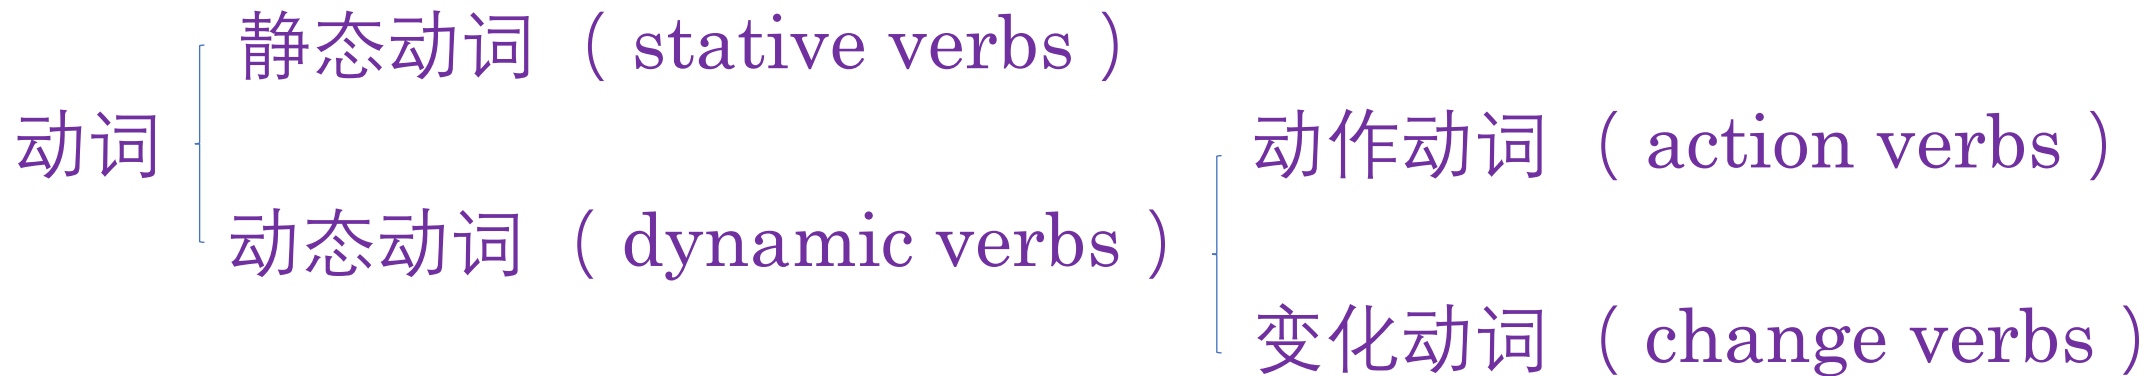 静态动词（stative verbs）
动词
动作动词（action verbs）
动态动词（dynamic verbs）
变化动词（change verbs）